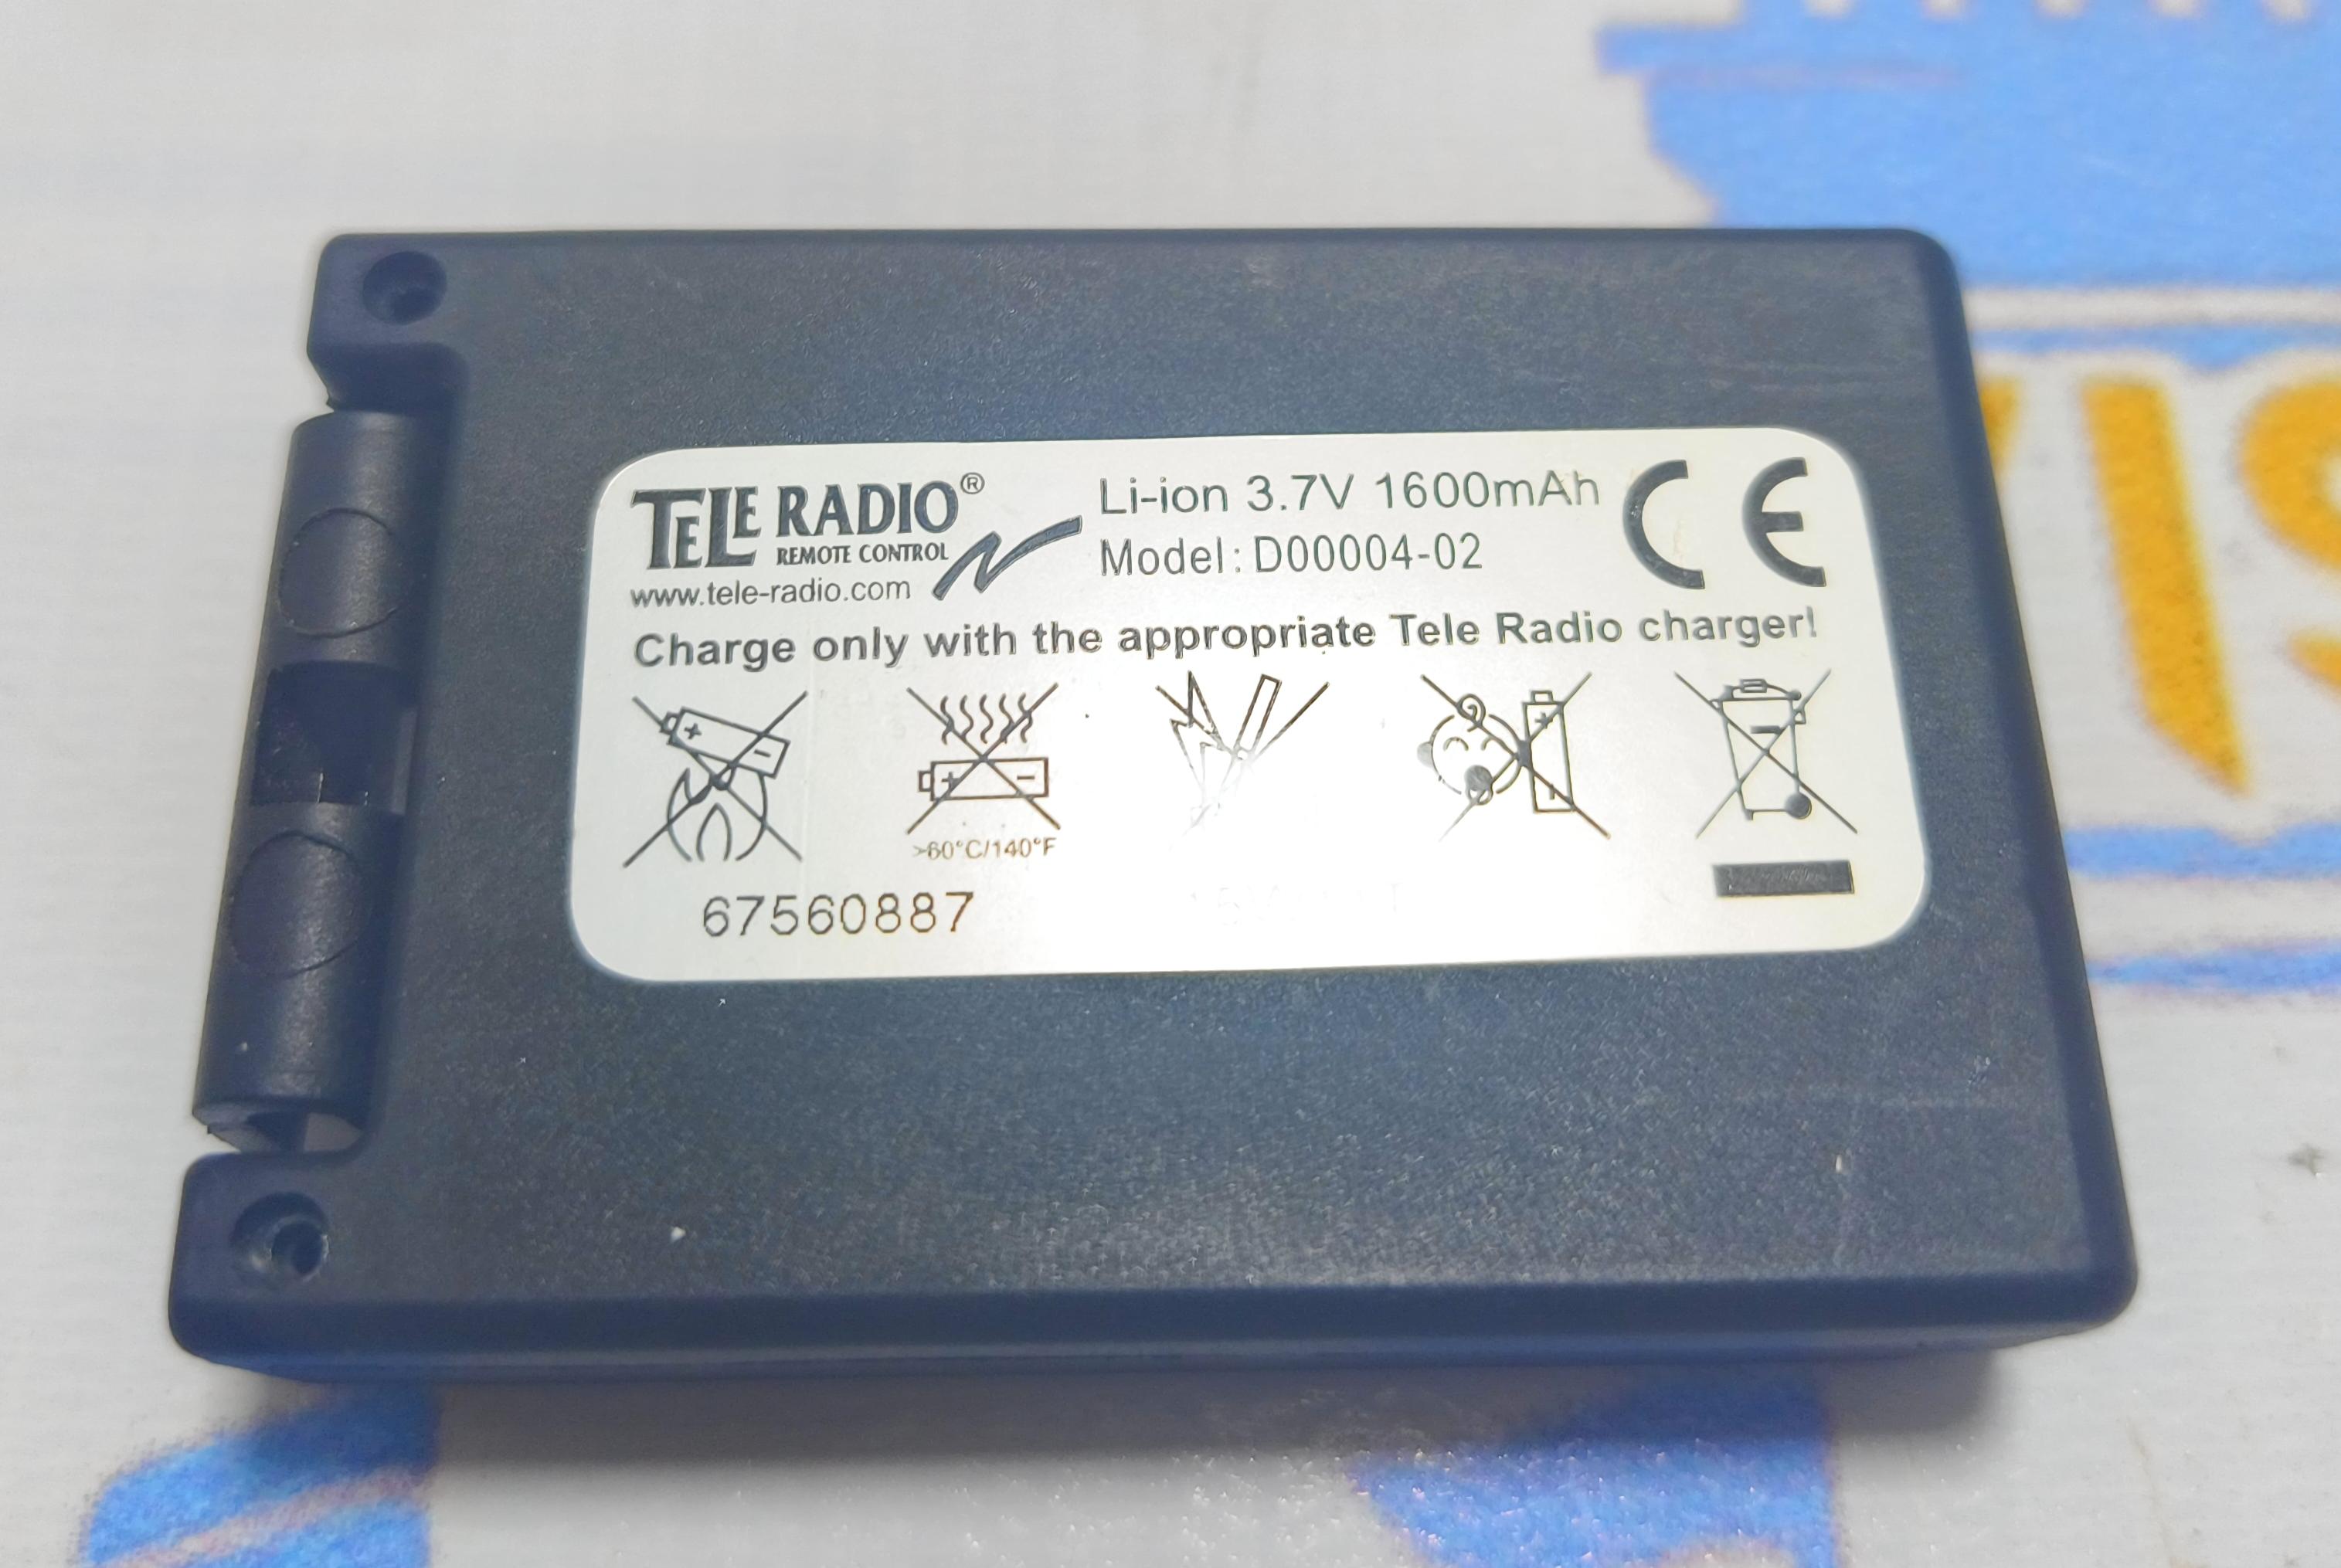 TELE RADIO®
REMOTE CONTROL
www.tele-radio.com
Li-ion 3.7V 1600mAh
Model: D00004-02
CE
Charge only with the appropriate Tele Radio charger!
>60°C/140°F
67560887